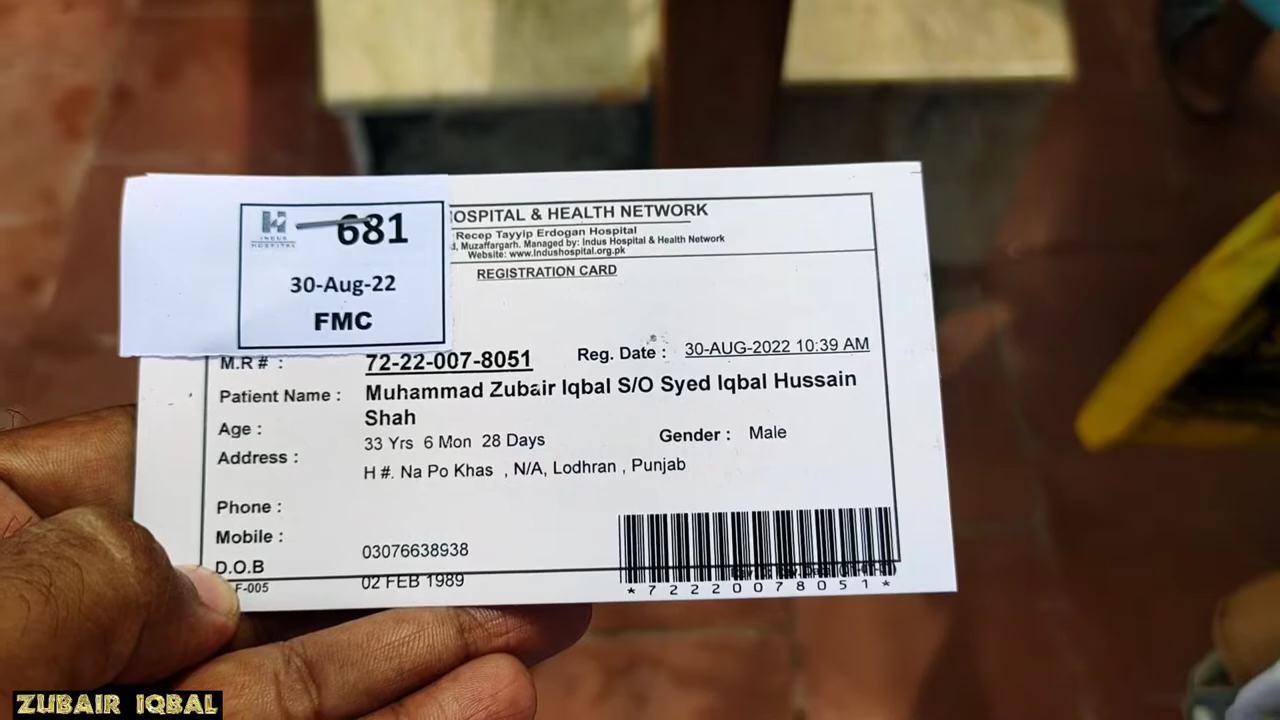 INDUS
HOSPITAL
681
30-Aug-22
FMC
OSPITAL & HEALTH NETWORK
Recep Tayyip Erdogan Hospital
d, Muzaffargarh. Managed by: Indus Hospital & Health Network
Website: www.Indushospital.org.pk
REGISTRATION CARD
M.R # : 72-22-007-8051 Reg. Date : 30-AUG-2022 10:39 AM
Patient Name : Muhammad Zubair Iqbal S/O Syed Iqbal Hussain
Shah
Age : 33 Yrs 6 Mon 28 Days Gender : Male
Address : H #. Na Po Khas , N/A, Lodhran , Punjab
Phone :
Mobile : 03076638938
D.O.B 02 FEB 1989
F-005
*72220078051*
ZUBAIR IQBAL